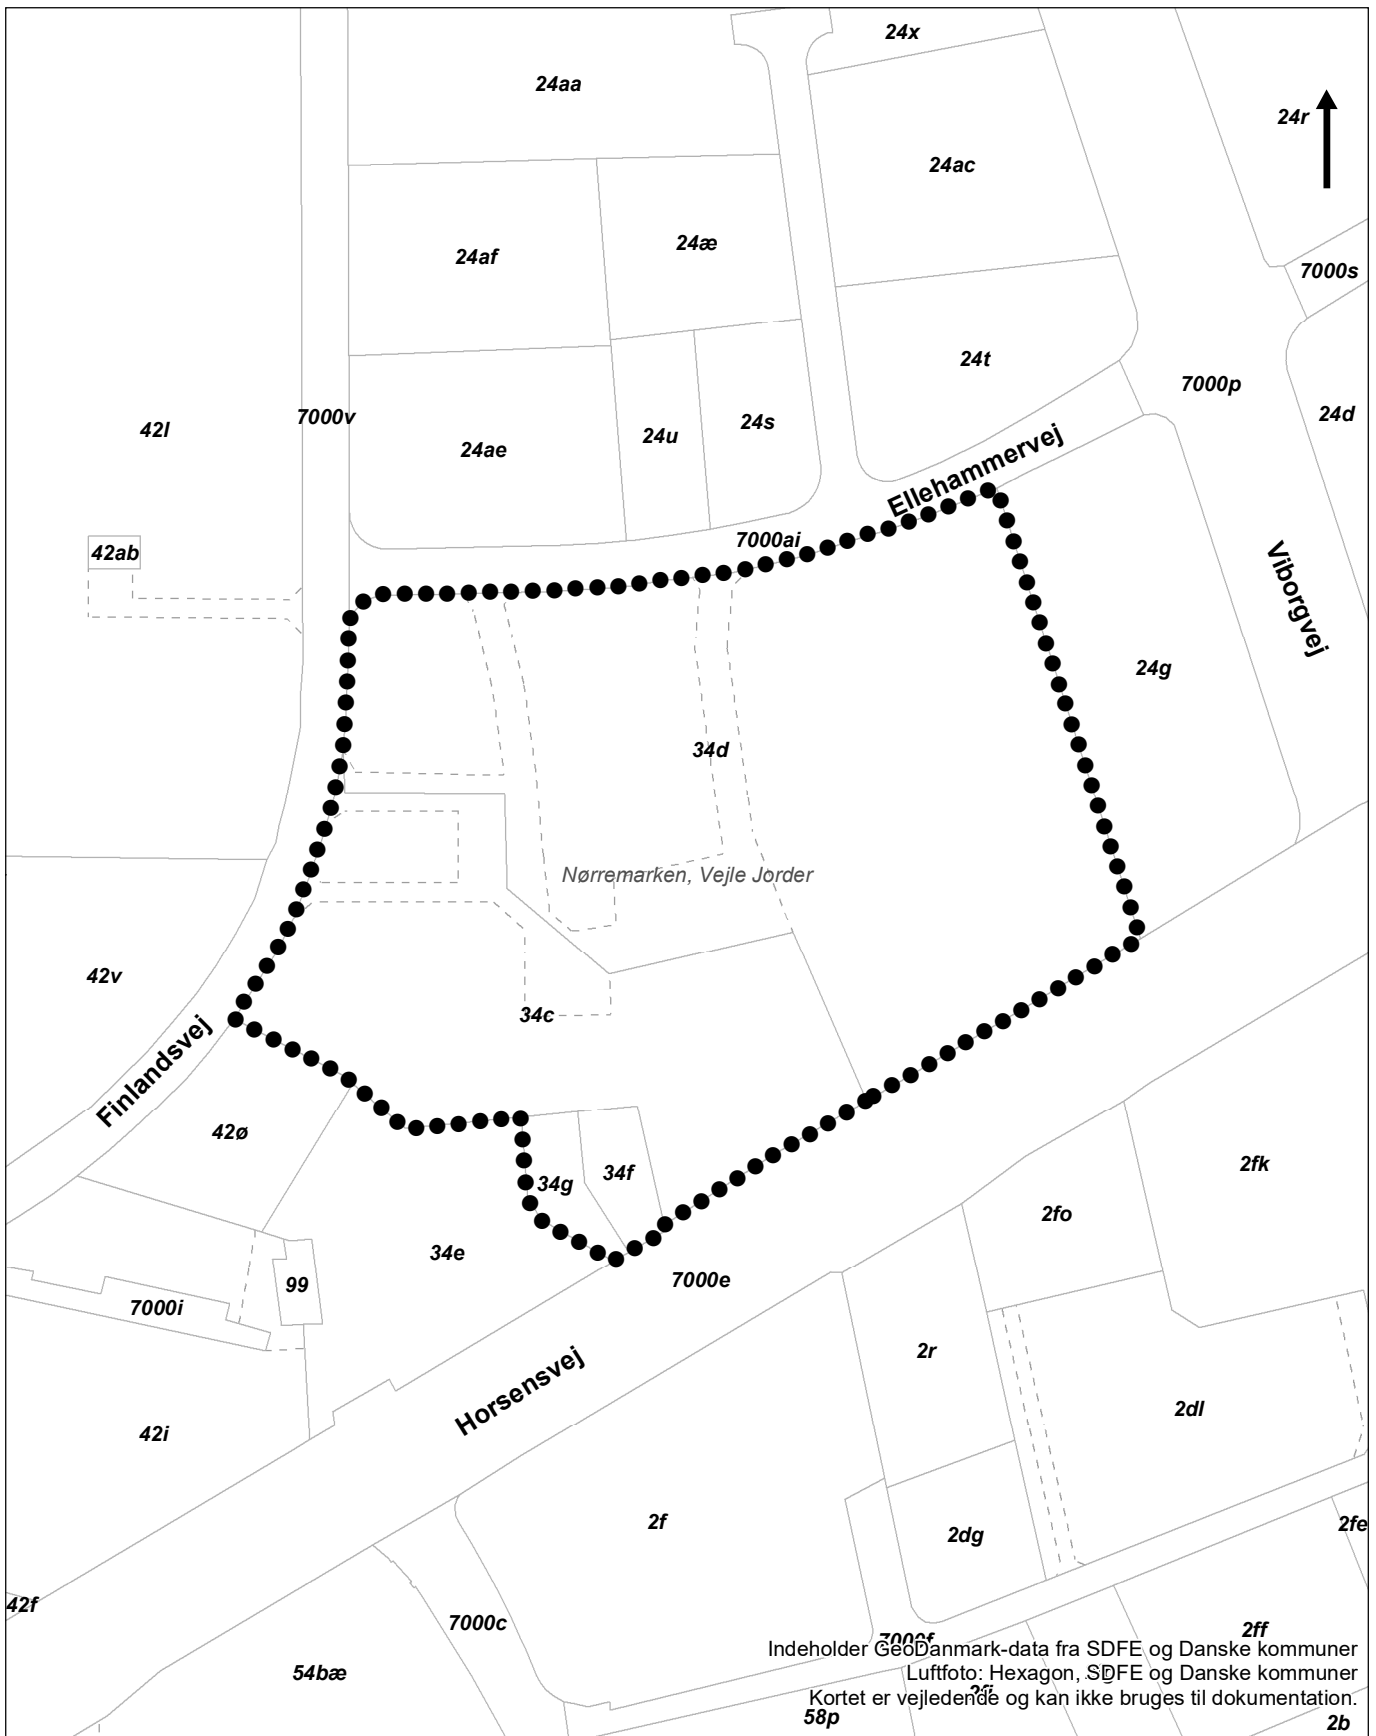 24x
24aa
24r
24ac
24af
24æ
7000s
24t
7000p
42l
7000v
24ae
24u
24s
24d
Ellehammervej
7000ai
42ab
Viborgvej
24g
34d
Nørremarken, Vejle Jorder
42v
34c
Finlandsvej
42ø
34g
34f
2fk
2fo
34e
99
7000e
7000i
2r
Horsensvej
2dl
42i
2f
2dg
2fe
42f
7000c
7000f
2ff
54bæ
Indeholder GeoDanmark-data fra SDFE og Danske kommuner
Luftfoto: Hexagon, SDFE og Danske kommuner
Kortet er vejledende og kan ikke bruges til dokumentation.
58p
2b